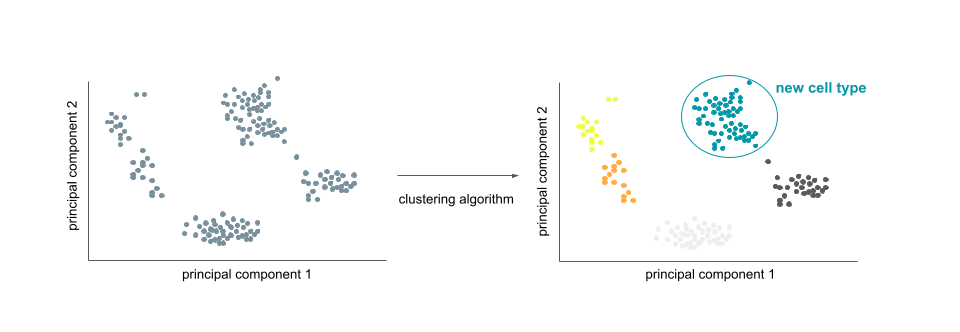 principal component 2
principal component 1
clustering algorithm
principal component 2
new cell type
principal component 1